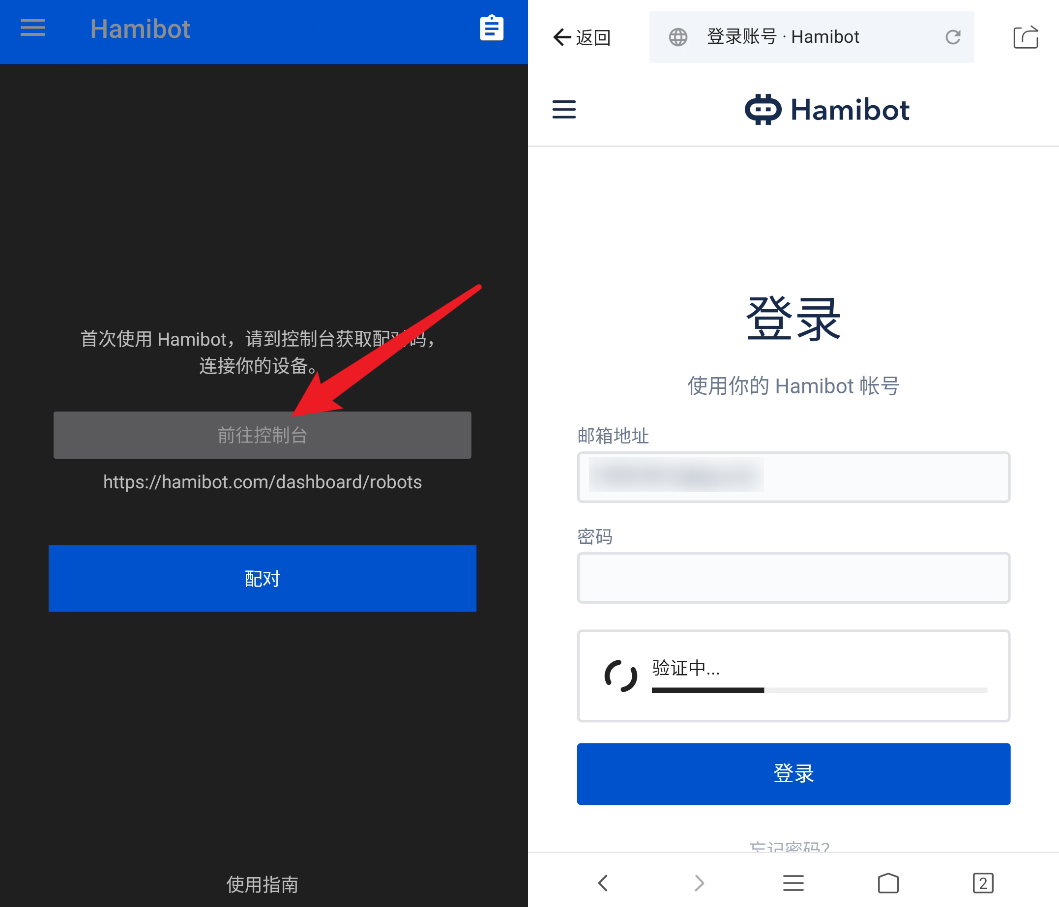 Hamibot
首次使用 Hamibot，请到控制台获取配对码，
连接你的设备。
前往控制台
https://hamibot.com/dashboard/robots
配对
使用指南
返回
登录账号 · Hamibot
Hamibot
登录
使用你的 Hamibot 帐号
邮箱地址
密码
验证中...
登录
忘记密码?
2